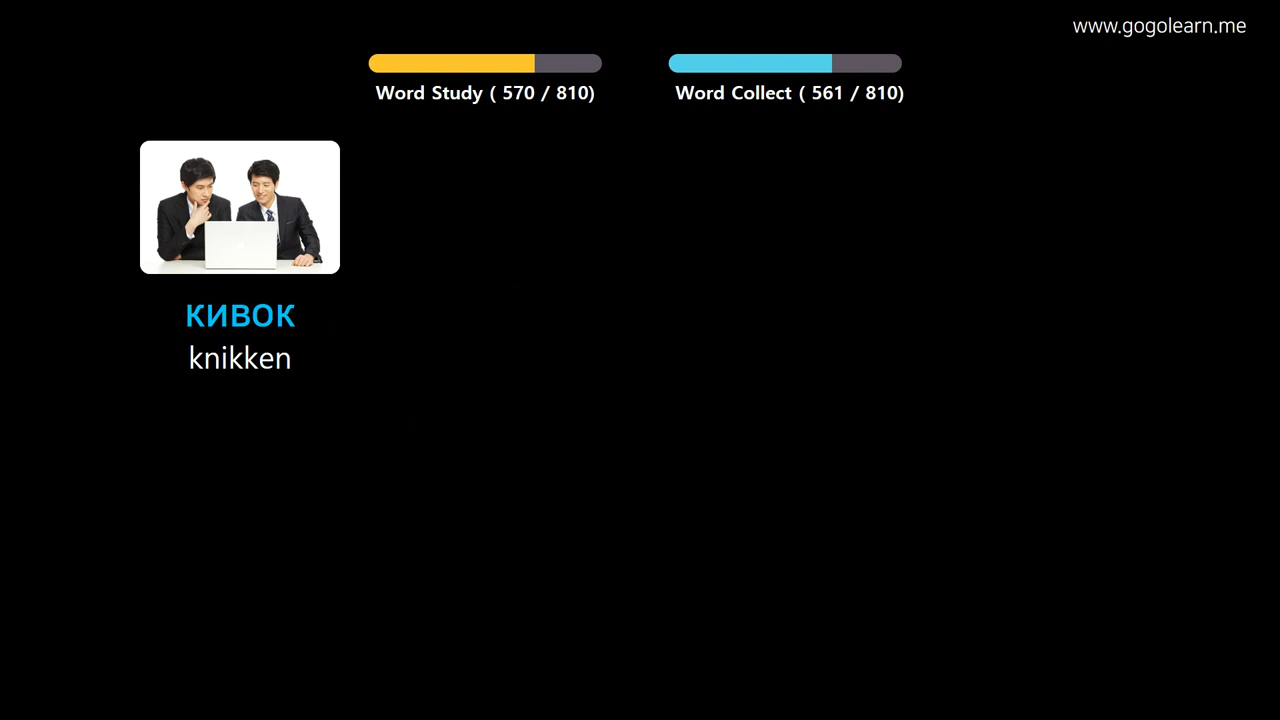 www.gogolearn.me
Word Study ( 570 / 810)
Word Collect ( 561 / 810)
кивок
knikken